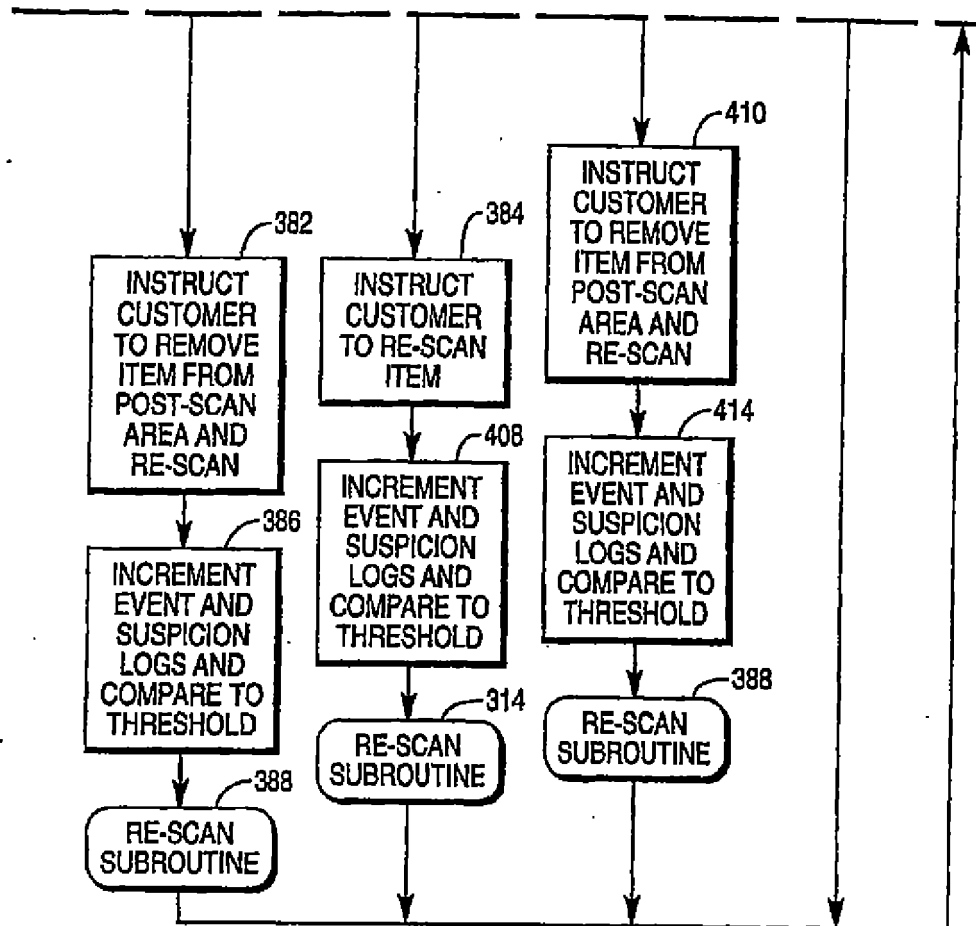 382
INSTRUCT
CUSTOMER
TO REMOVE
ITEM FROM
POST-SCAN
AREA AND
RE-SCAN
386
INCREMENT
EVENT AND
SUSPICION
LOGS AND
COMPARE TO
THRESHOLD
388
RE-SCAN
SUBROUTINE
384
INSTRUCT
CUSTOMER
TO RE-SCAN
ITEM
408
INCREMENT
EVENT AND
SUSPICION
LOGS AND
COMPARE TO
THRESHOLD
314
RE-SCAN
SUBROUTINE
410
INSTRUCT
CUSTOMER
TO REMOVE
ITEM FROM
POST-SCAN
AREA AND
RE-SCAN
414
INCREMENT
EVENT AND
SUSPICION
LOGS AND
COMPARE TO
THRESHOLD
388
RE-SCAN
SUBROUTINE